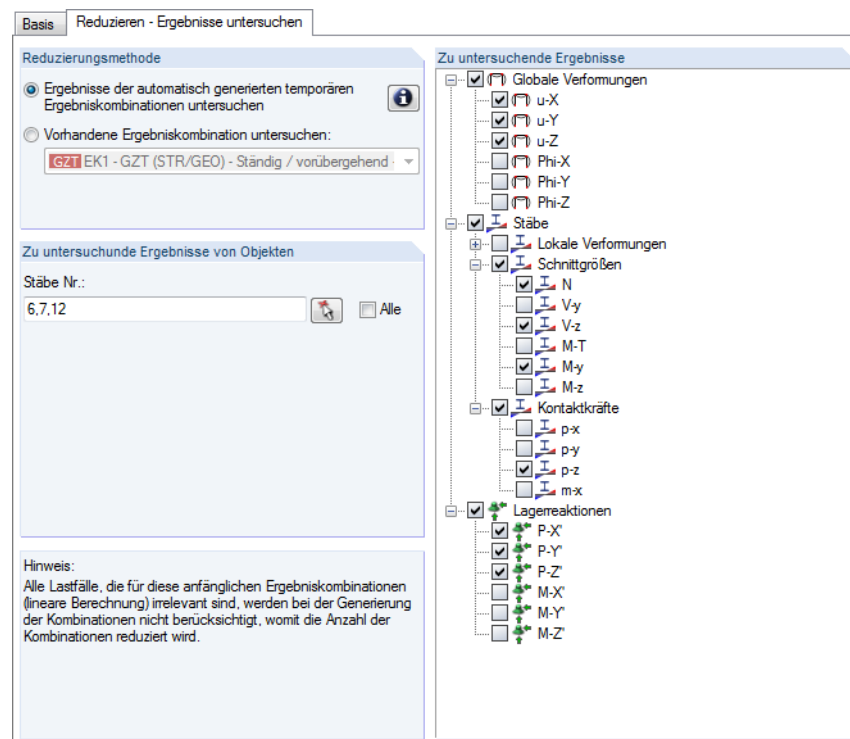 Basis
Reduzieren - Ergebnisse untersuchen
Reduzierungsmethode
Ergebnisse der automatisch generierten temporären
Ergebniskombinationen untersuchen
Vorhandene Ergebniskombination untersuchen:
GZT EK1 - GZT (STR/GEO) - Ständig / vorübergehend -
Zu untersuchunde Ergebnisse von Objekten
Stäbe Nr.:
6,7,12
Alle
Hinweis:
Alle Lastfälle, die für diese anfänglichen Ergebniskombinationen
(lineare Berechnung) irrelevant sind, werden bei der Generierung
der Kombinationen nicht berücksichtigt, womit die Anzahl der
Kombinationen reduziert wird.
Zu untersuchende Ergebnisse
Globale Verformungen
u-X
u-Y
u-Z
Phi-X
Phi-Y
Phi-Z
Stäbe
Lokale Verformungen
Schnittgrößen
N
V-y
V-z
M-T
M-y
M-z
Kontaktkräfte
p-x
p-y
p-z
m-x
Lagerreaktionen
P-X'
P-Y'
P-Z'
M-X'
M-Y'
M-Z'